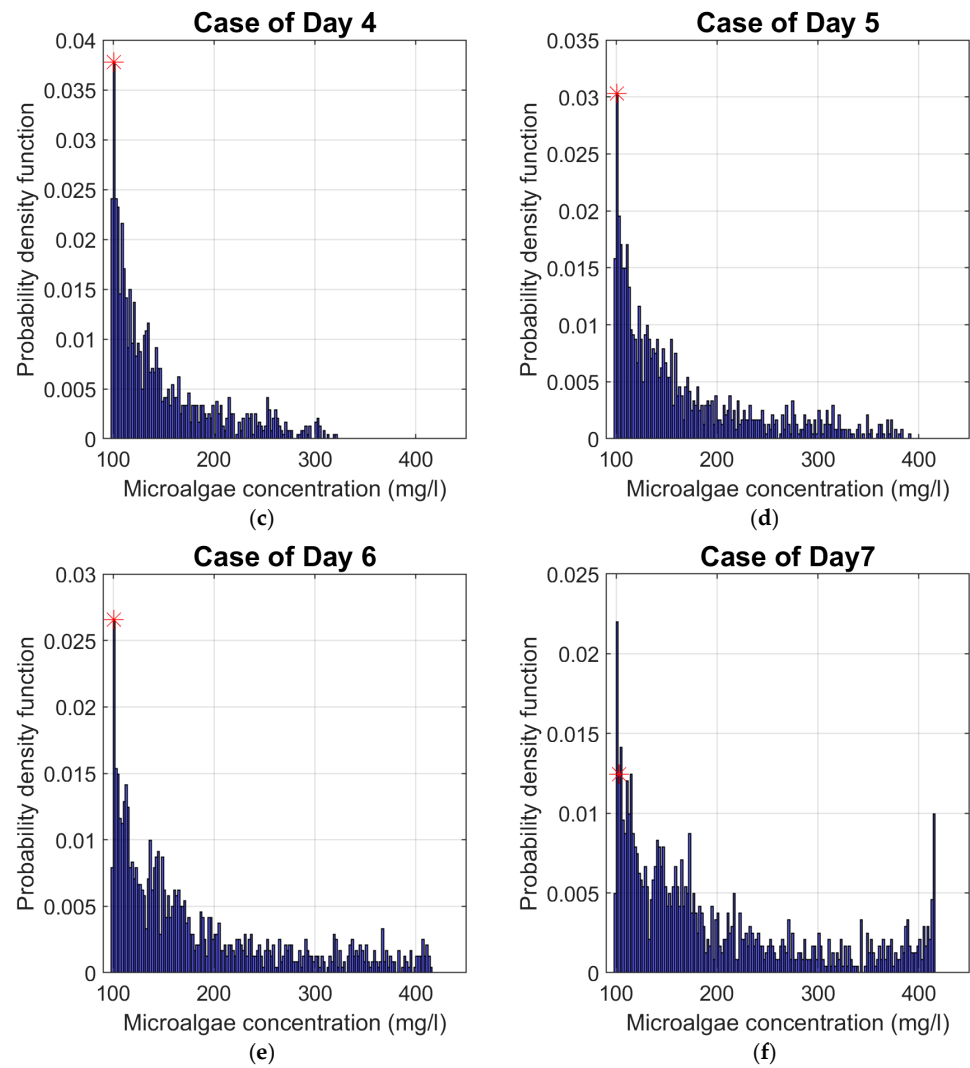 Case of Day 4
Probability density function
0.04
0.035
0.03
0.025
0.02
0.015
0.01
0.005
0
100 200 300 400
Microalgae concentration (mg/l)
(c)
Case of Day 5
Probability density function
0.035
0.03
0.025
0.02
0.015
0.01
0.005
0
100 200 300 400
Microalgae concentration (mg/l)
(d)
Case of Day 6
Probability density function
0.03
0.025
0.02
0.015
0.01
0.005
0
100 200 300 400
Microalgae concentration (mg/l)
(e)
Case of Day7
Probability density function
0.025
0.02
0.015
0.01
0.005
0
100 200 300 400
Microalgae concentration (mg/l)
(f)